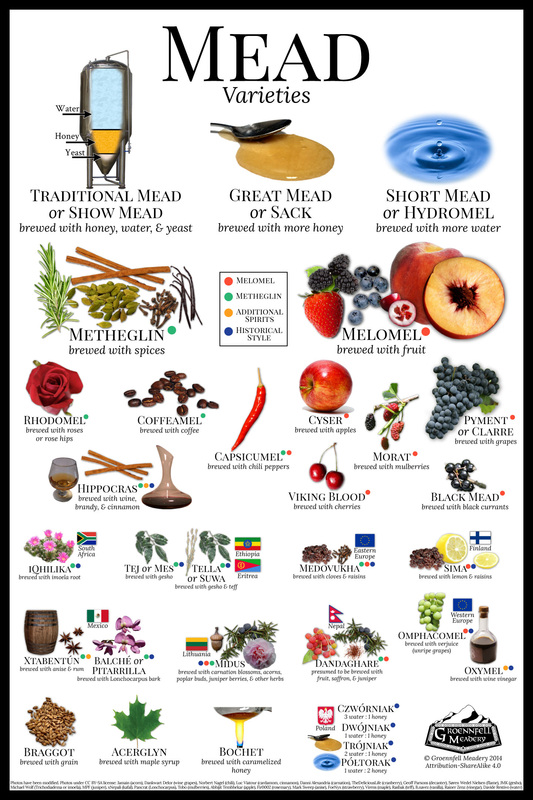 MEAD
Varieties
Water
Honey
Yeast
TRADITIONAL MEAD
or SHOW MEAD
brewed with honey, water, & yeast
GREAT MEAD
or SACK
brewed with more honey
SHORT MEAD
or HYDROMEL
brewed with more water
METHEGLIN
brewed with spices
MELOMEL
METHEGLIN
ADDITIONAL
SPIRITS
HISTORICAL
STYLE
MELOMEL
brewed with fruit
RHODOMEL
brewed with roses
or rose hips
COFFEAMEL
brewed with coffee
CAPSICUMEL
brewed with chili peppers
CYSER
brewed with apples
MORAT
brewed with mulberries
PYMENT
or CLARRE
brewed with grapes
HIPPOCRAS
brewed with wine,
brandy, & cinnamon
VIKING BLOOD
brewed with cherries
BLACK MEAD
brewed with black currants
South
Africa
IQHILIKA
brewed with imoela root
TEJ or MES
brewed with gesho
TELLA
or SUWA
brewed with gesho & teff
Ethiopia
Eritrea
Eastern
Europe
MEDOVUKHA
brewed with cloves & raisins
Finland
SIMA
brewed with lemon & raisins
Mexico
XTABENTÚN
brewed with anise & rum
BALCHÉ or
PITARRILLA
brewed with Lonchocarpus bark
Lithuania
MIDUS
brewed with carnation blossoms, acorns,
poplar buds, juniper berries, & other herbs
Nepal
DANDAGHARE
presumed to be brewed with
fruit, saffron, & juniper
Western
Europe
OMPHACOMEL
brewed with verjuice
(unripe grapes)
OXYMEL
brewed with wine vinegar
BRAGGOT
brewed with grain
ACERGLYN
brewed with maple syrup
BOCHET
brewed with caramelized
honey
Poland
CZWÓRNIAK
3 water : 1 honey
DWÓJNIAK
1 water : 1 honey
TRÓJNIAK
2 water : 1 honey
PÓŁTORAK
1 water : 2 honey
GROENNFELL
MEADERY
© Groennfell Meadery 2014
Attribution-ShareAlike 4.0